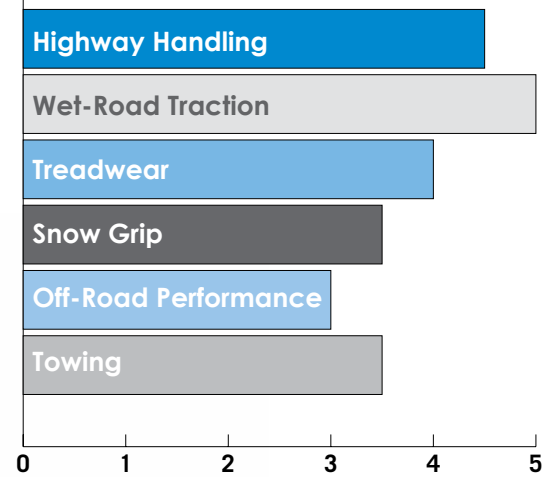 Highway Handling
Wet-Road Traction
Treadwear
Snow Grip
Off-Road Performance
Towing
0 1 2 3 4 5